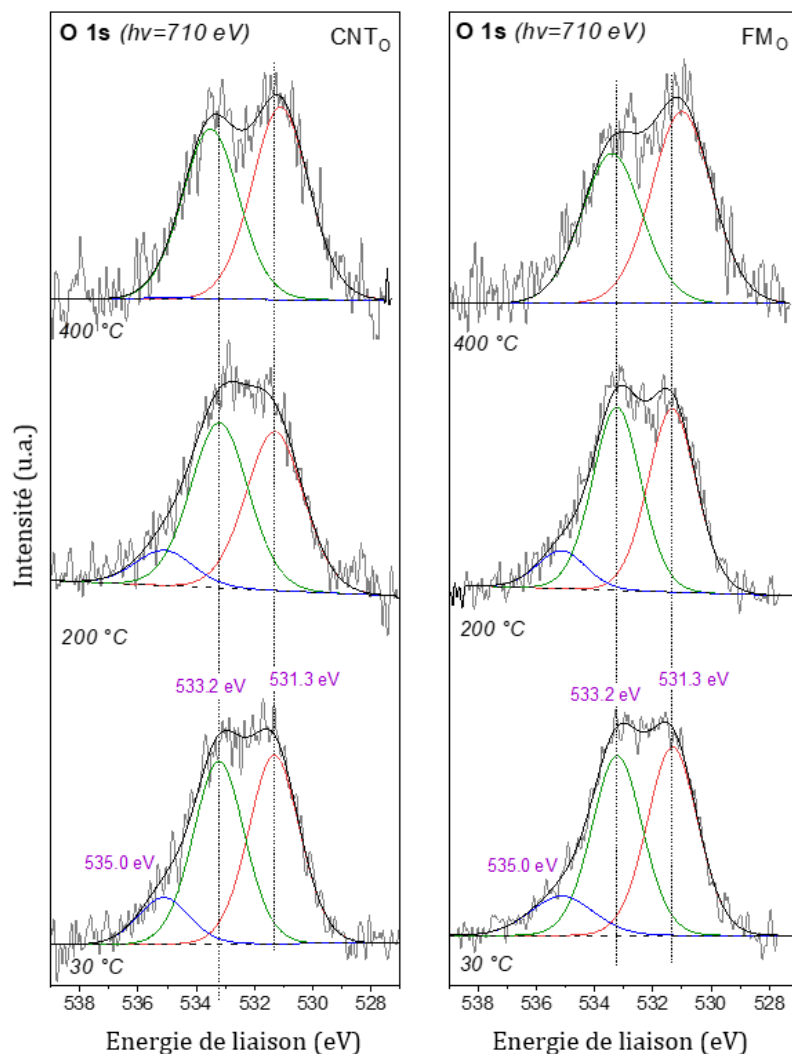 O 1s (hv=710 eV) CNTO
400 °C
200 °C
533.2 eV 531.3 eV
535.0 eV
30 °C
538 536 534 532 530 528
Energie de liaison (eV)
Intensité (u.a.)
O 1s (hv=710 eV) FMO
400 °C
200 °C
533.2 eV 531.3 eV
535.0 eV
30 °C
538 536 534 532 530 528
Energie de liaison (eV)